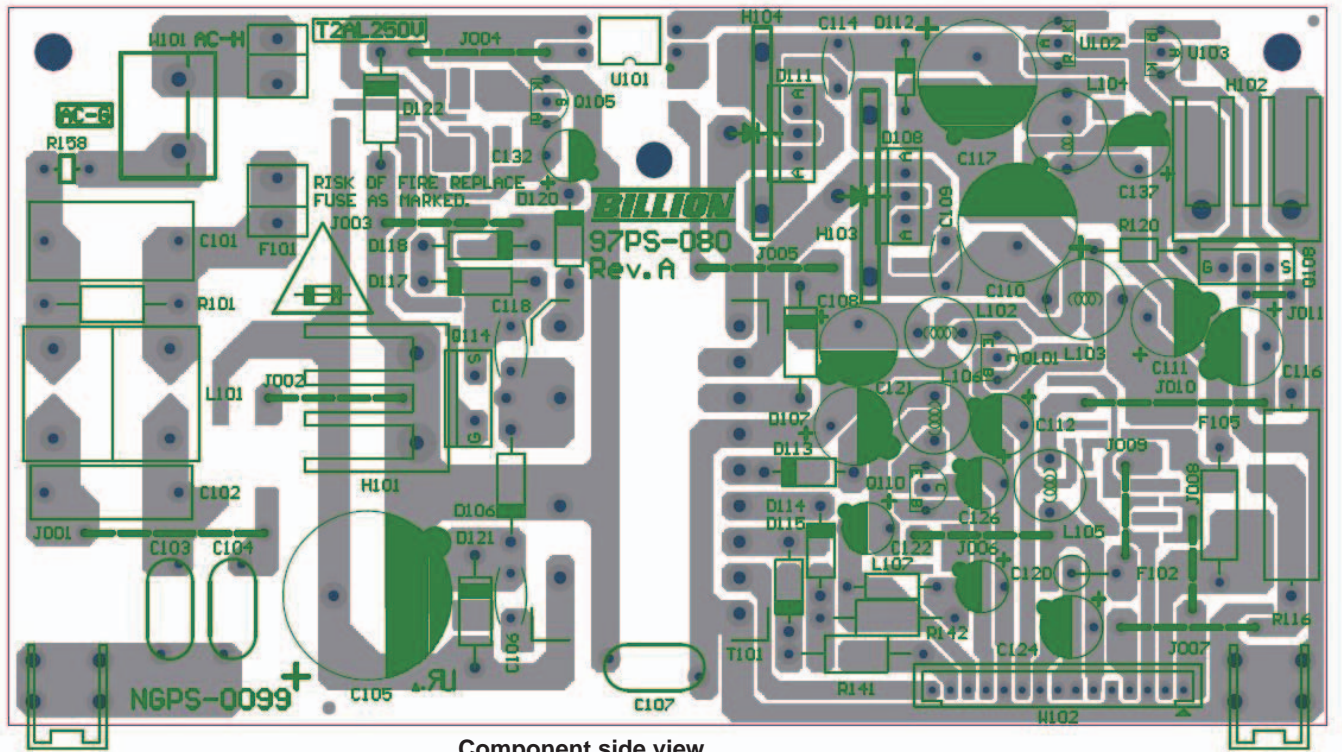 H104
C114
D112
W101 AC-H
T2AL250V
J004
U101
U102
U103
D111
L104
H102
D122
Q105
AC-G
R158
D108
C132
C117
C137
RISK OF FIRE REPLACE
FUSE AS MARKED.
D120
BILLION
97PS-080
Rev.A
C109
J003
C101
F101
D118
D117
H103
J005
R120
G
S
Q108
R101
C118
C108
C110
L102
J011
Q114
S
Q101
L103
C111
C116
L101
J002
C121
L106
J010
G
D107
C112
F105
D113
J009
H101
C102
Q110
J008
D106
D114
C126
L105
J001
C103
C104
D121
D115
C122
J006
L107
C120
F102
R142
C124
R116
C106
T101
J007
NGPS-0099
C105
C107
R141
W102
Component side view